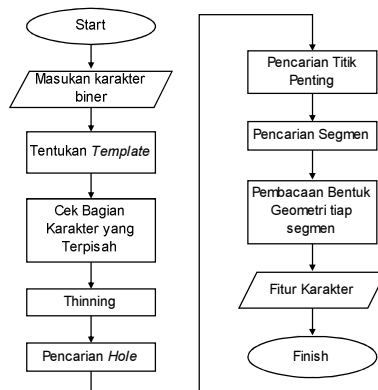 Start
Masukan karakter
biner
Tentukan Template
Cek Bagian
Karakter yang
Terpisah
Thinning
Pencarian Hole
Pencarian Titik
Penting
Pencarian Segmen
Pembacaan Bentuk
Geometri tiap
segmen
Fitur Karakter
Finish